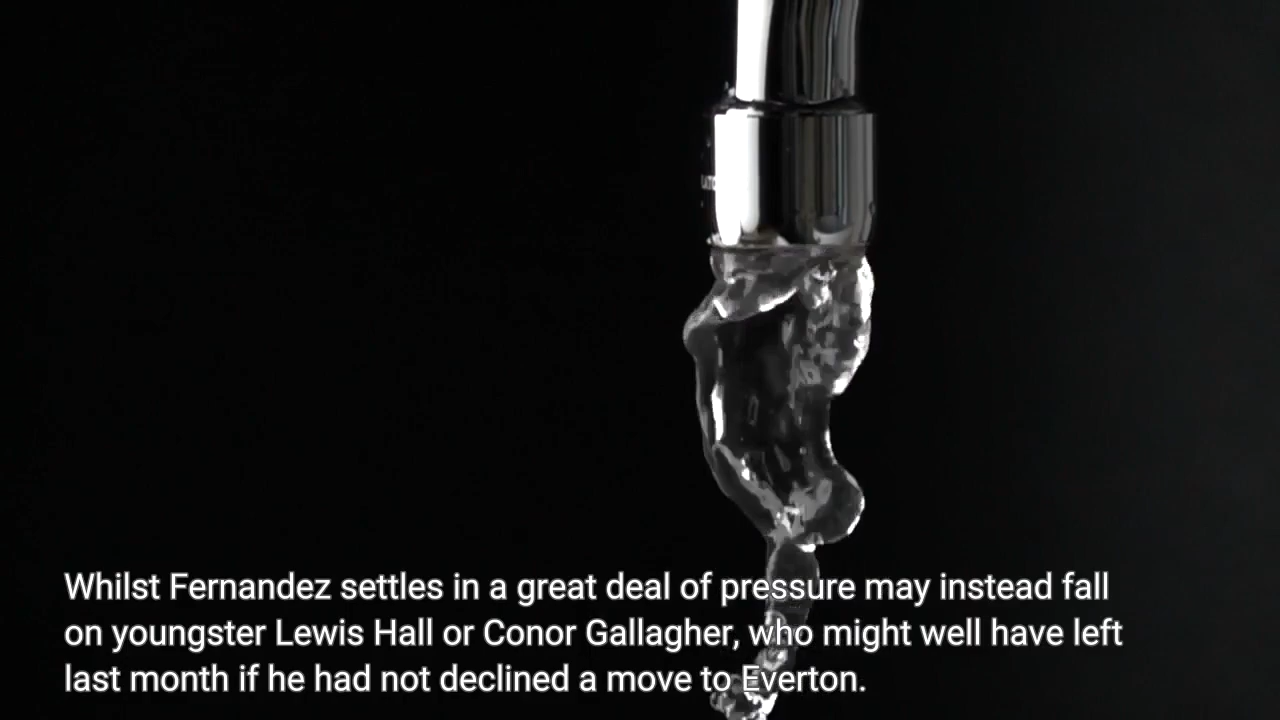 Whilst Fernandez settles in a great deal of pressure may instead fall
on youngster Lewis Hall or Conor Gallagher, who might well have left
last month if he had not declined a move to Everton.